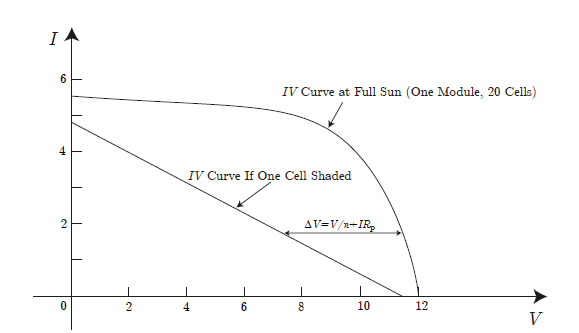 I
6
IV Curve at Full Sun (One Module, 20 Cells)
4
IV Curve If One Cell Shaded
2
ΔV=V/n+IRp
0 2 4 6 8 10 12
V